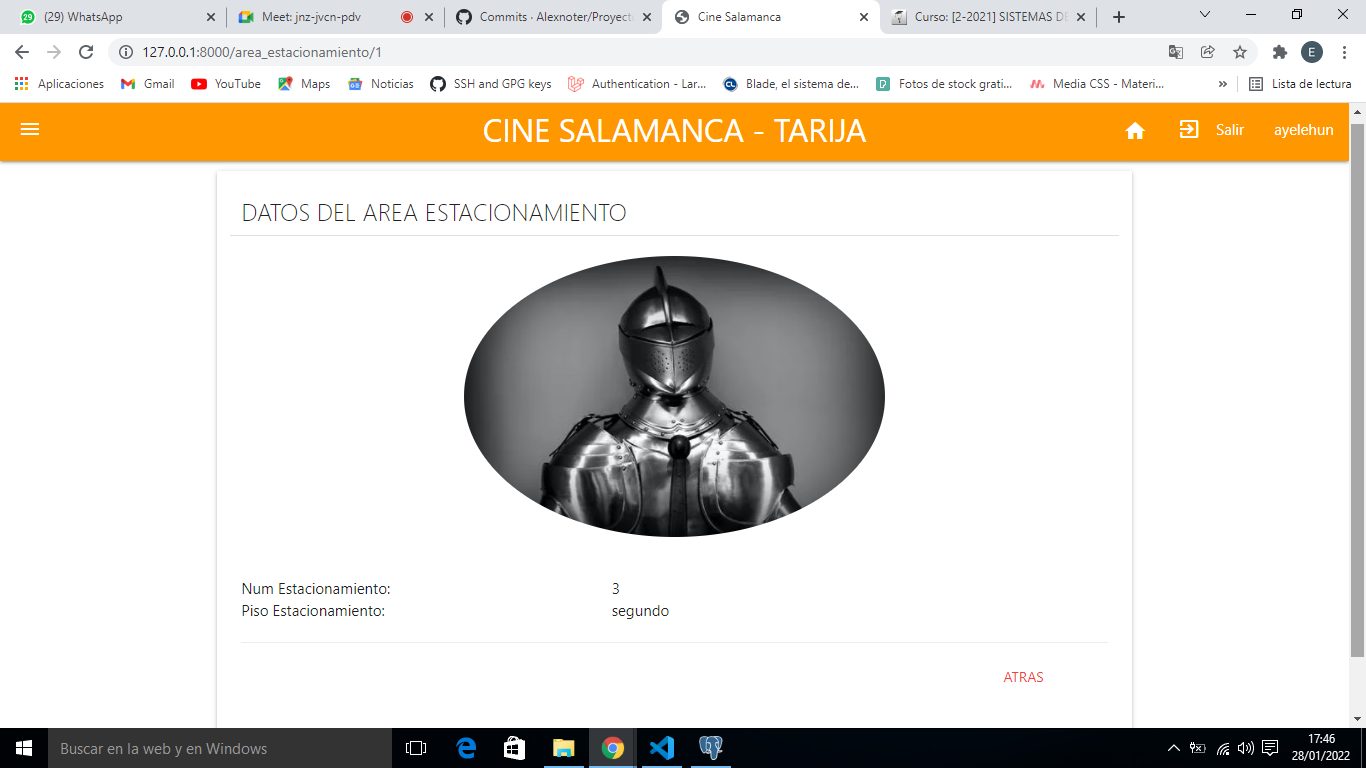 (29) WhatsApp
Meet: jnz-jvcn-pdv
Commits · Alexnoter/Proyect
Cine Salamanca
Curso: [2-2021] SISTEMAS DE
127.0.0.1:8000/area_estacionamiento/1
E
Aplicaciones
Gmail
YouTube
Maps
Noticias
SSH and GPG keys
Authentication - Lar...
Blade, el sistema de...
Fotos de stock grati...
Media CSS - Materi...
»
Lista de lectura
CINE SALAMANCA - TARIJA
Salir
ayelehun
DATOS DEL AREA ESTACIONAMIENTO
Num Estacionamiento: 3
Piso Estacionamiento: segundo
ATRAS
Buscar en la web y en Windows
17:46
28/01/2022